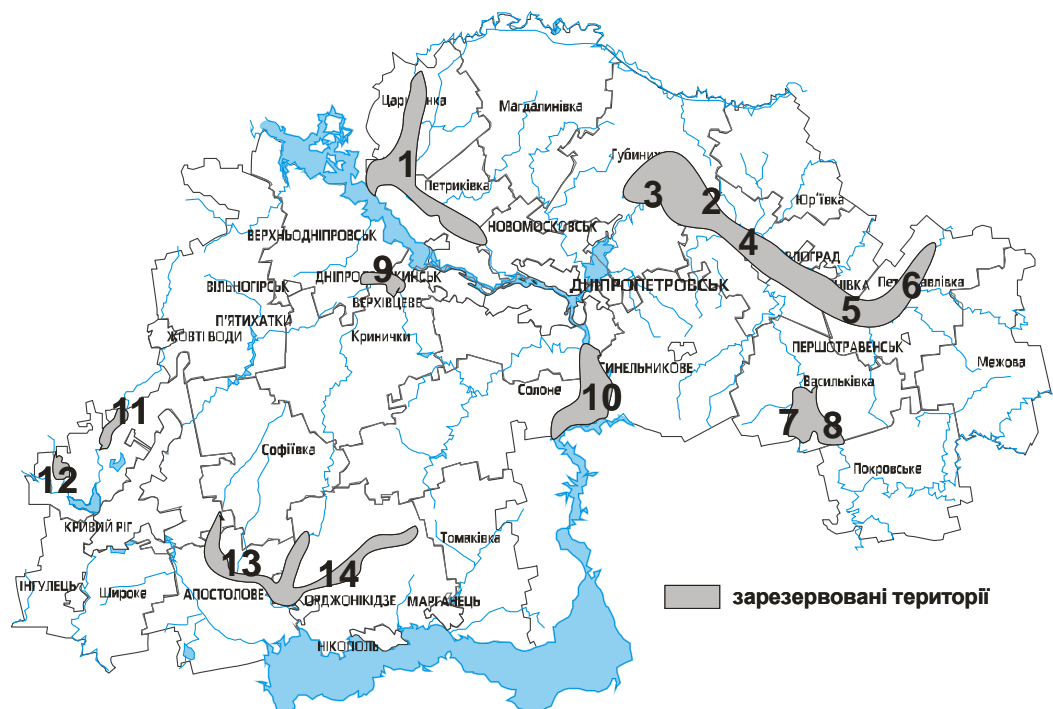 Магдалинівка
1
Губиниха
Петриківка
3
2
Юр'ївка
НОВОМОСКОВСЬК
ВЕРХНЬОДНІПРОВСЬК
4
9
6
ВІЛЬНОГІРСЬК
ДНІПРОПЕТРОВСЬК
ВЕРХІВЦЕВЕ
5
П'ЯТИХАТКИ
ЖОВТІ ВОДИ
Кринички
ПЕРШОТРАВЕНСЬК
Межова
Солоне
10
Васильківка
11
7
8
Софіївка
12
Покровське
КРИВИЙ РІГ
Томаківка
13
14
ІНГУЛЕЦЬ
Широке
АПОСТОЛОВЕ
ОРДЖОНІКІДЗЕ
МАРГАНЕЦЬ
зарезервовані території
НІКОПОЛЬ